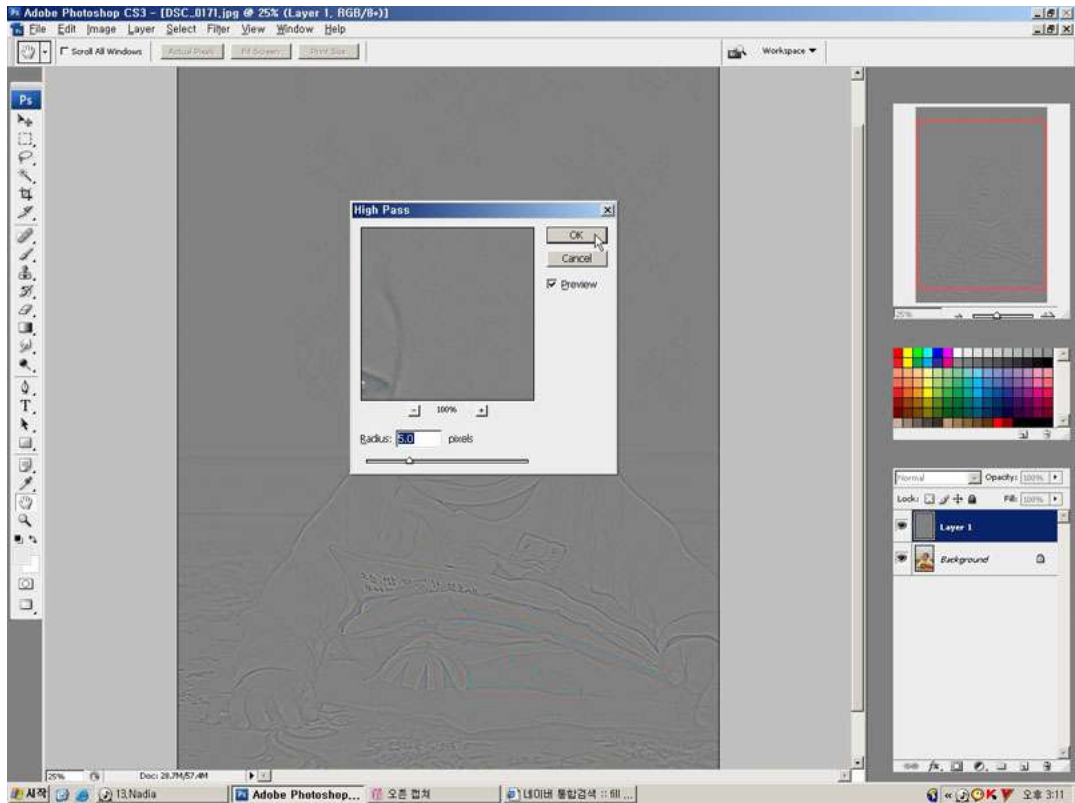 Adobe Photoshop CS3 - [DSC_0171.jpg @ 25% (Layer 1, RGB/8*)]
File Edit Image Layer Select Filter View Window Help
Scroll All Windows Actual Pixels Fit Screen Print Size Workspace
Ps
High Pass
OK
Cancel
Preview
100%
Radius: 5.0 pixels
25%
Normal Opacity: 100%
Lock: Fill: 100%
Layer 1
Background
25% Doc: 28.7M/57.4M
시작 13.Nadia Adobe Photoshop... 오픈 캡쳐 네이버 통합검색 :: fill ... 오후 3:11